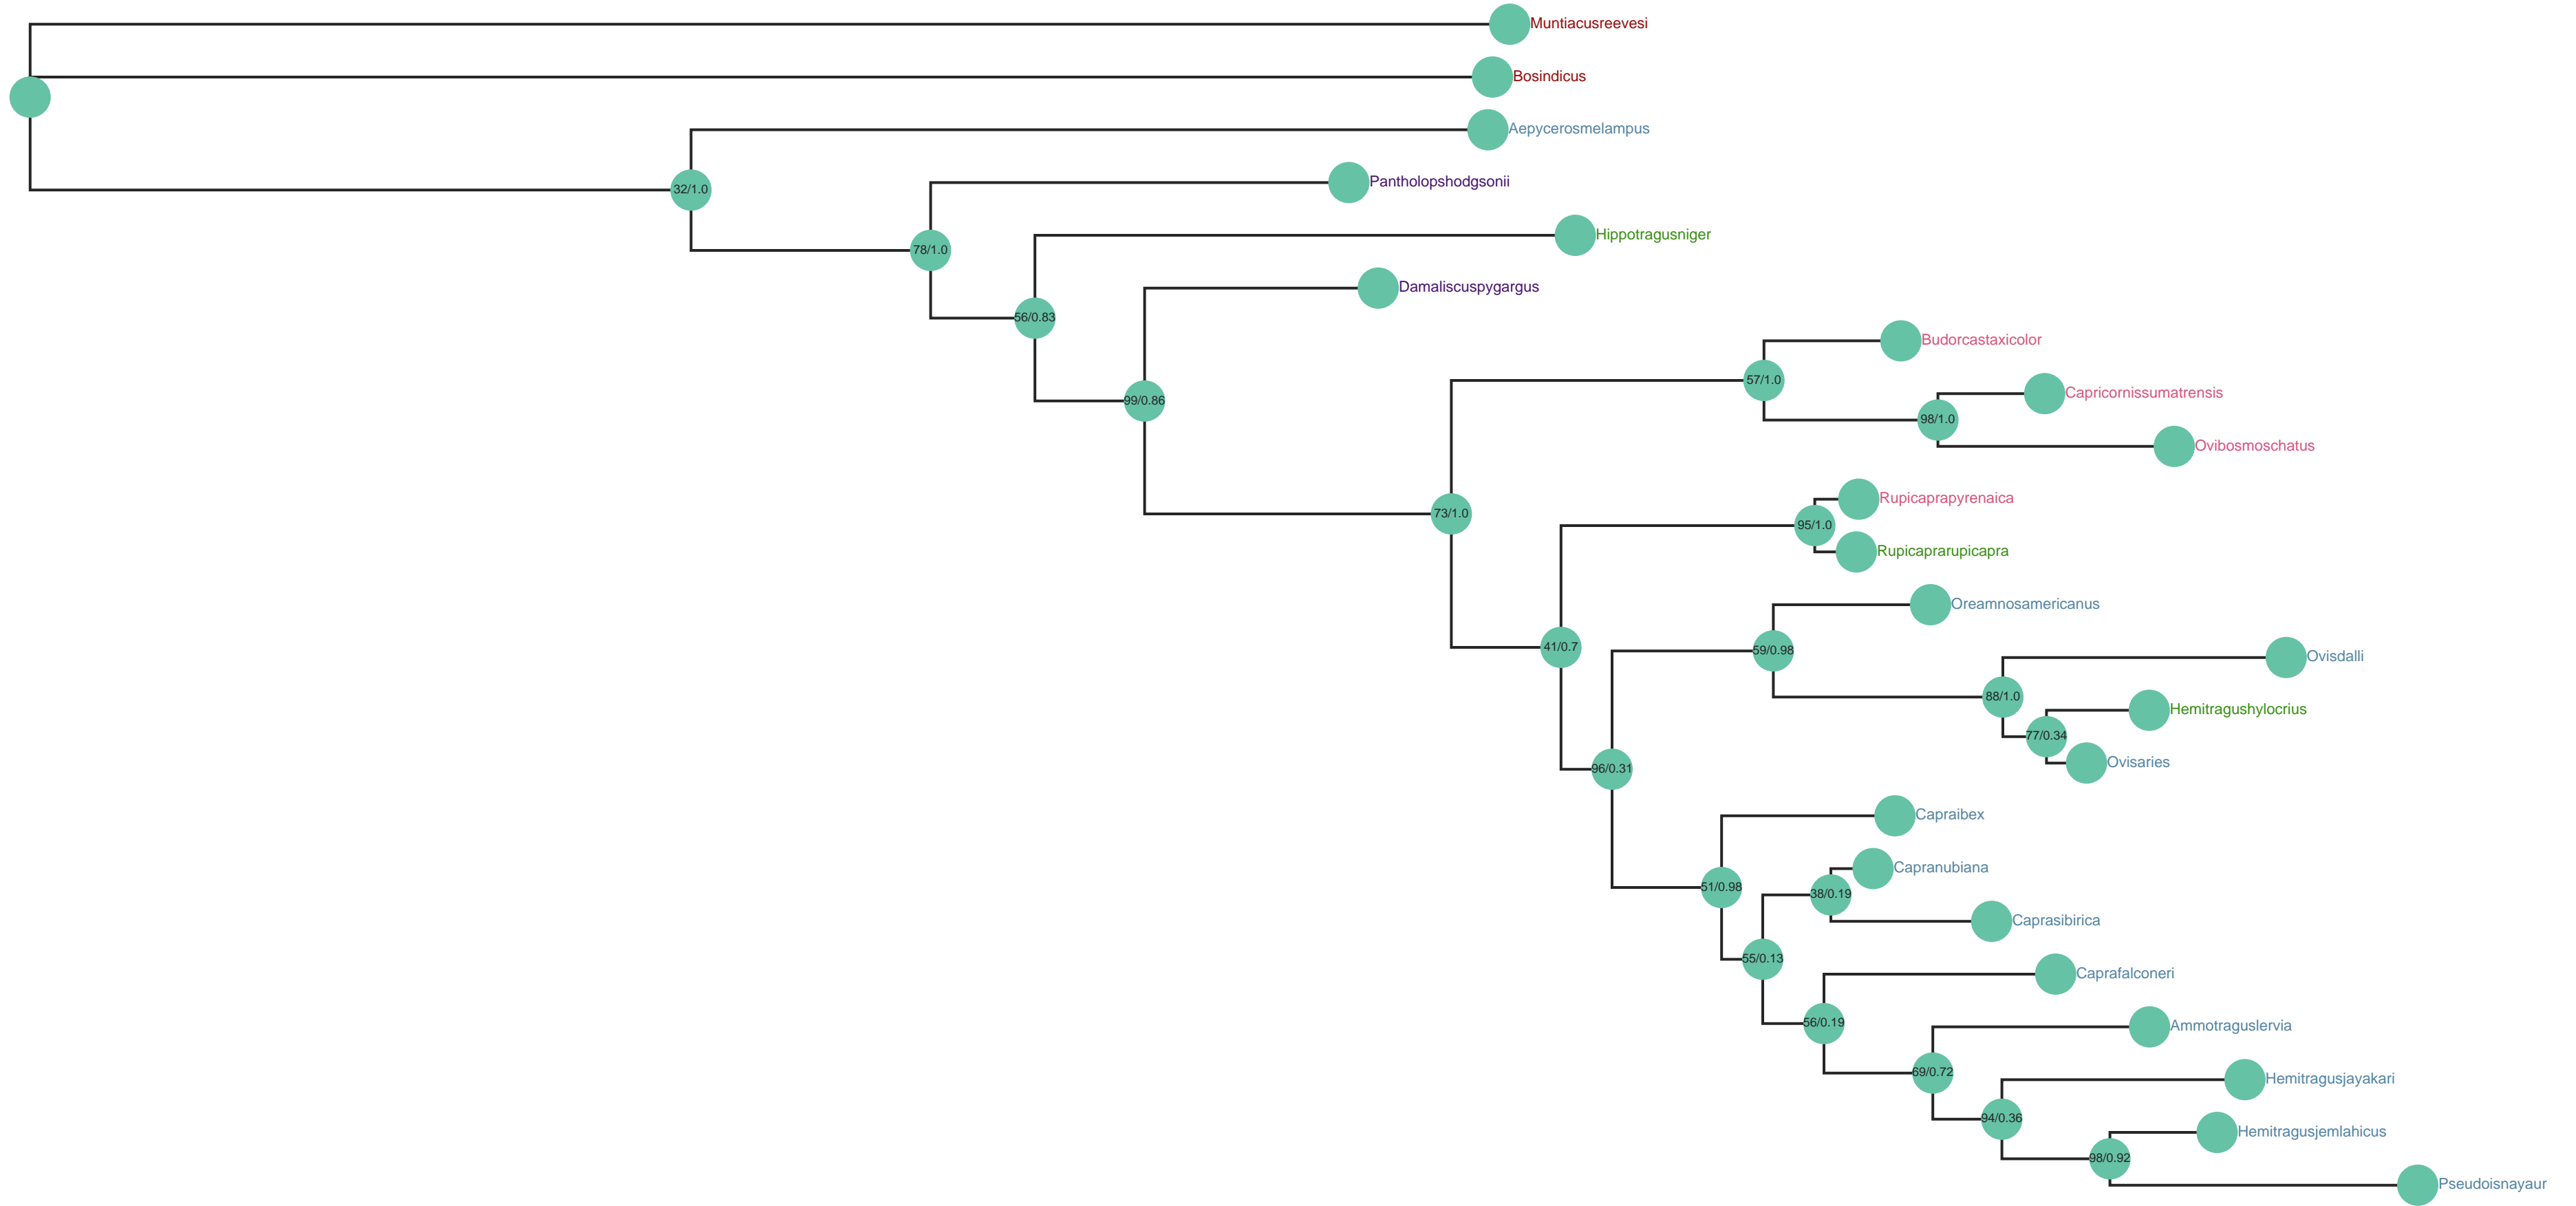 Muntiacusreevesi
Bosindicus
Aepycerosmelampus
Pantholopshodgsonii
32/1.0
Hippotragusniger
78/1.0
Damaliscuspygargus
56/0.83
Budorcastaxicolor
57/1.0
Capricornissumatrensis
99/0.86
98/1.0
Ovibosmoschatus
Rupicaprapyrenaica
73/1.0
95/1.0
Rupicaprarupicapra
Oreamnosamericanus
41/0.7
59/0.98
Ovisdalli
88/1.0
Hemitragushylocrius
77/0.34
Ovisaries
96/0.31
Capraibex
Capranubiana
51/0.98
38/0.19
Caprasibirica
55/0.13
Caprafalconeri
56/0.19
Ammotraguslervia
69/0.72
Hemitragusjayakari
94/0.36
Hemitragusjemlahicus
98/0.92
Pseudoisnayaur